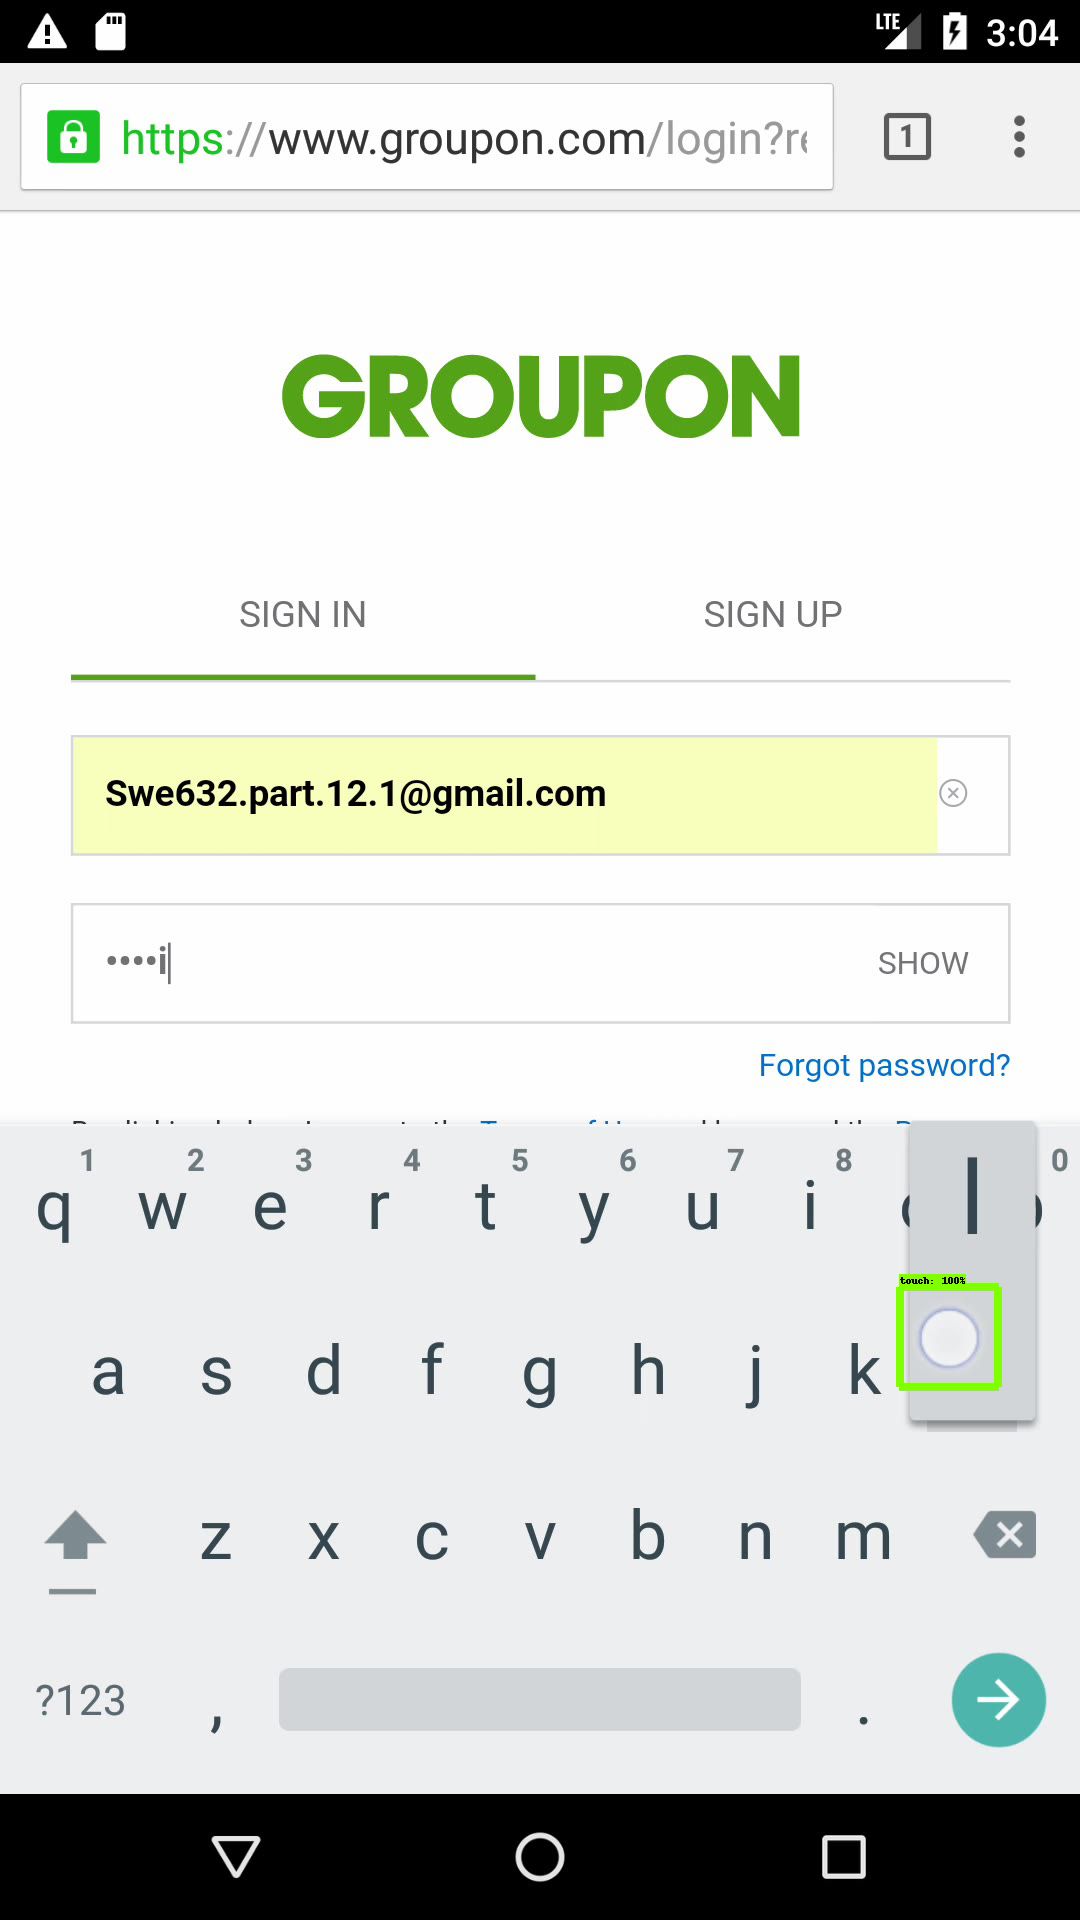 LTE 3:04
https://www.groupon.com/login?re
1
GROUPON
SIGN IN SIGN UP
Swe632.part.12.1@gmail.com
••••i SHOW
Forgot password?
1 2 3 4 5 6 7 8 0
q w e r t y u i l
touch: 100%
a s d f g h j k
z x c v b n m
?123 , .